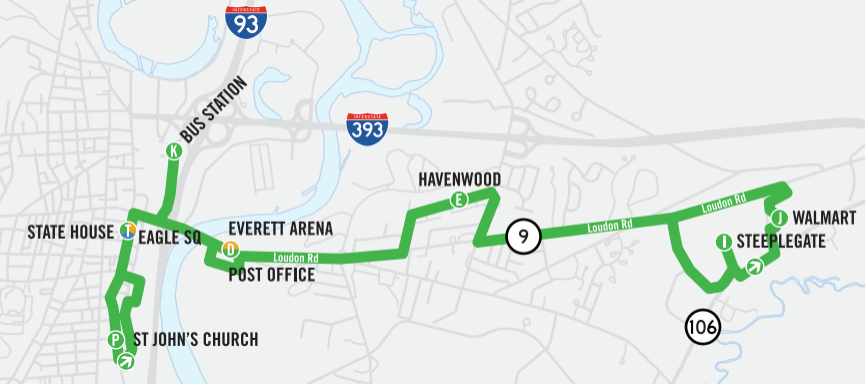 INTERSTATE
93
BUS STATION
K
INTERSTATE
393
HAVENWOOD
E
Loudon Rd
J WALMART
STATE HOUSE T EAGLE SQ
EVERETT ARENA
D
9
Loudon Rd
I STEEPLEGATE
Loudon Rd
POST OFFICE
106
P ST JOHN'S CHURCH